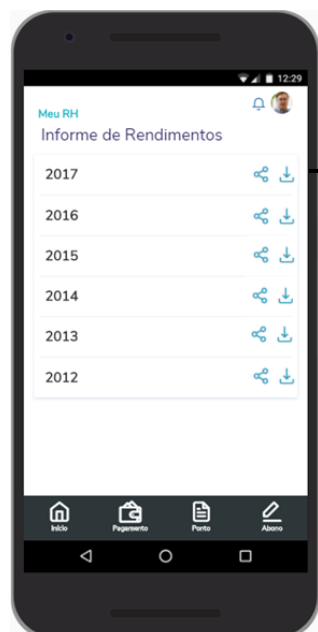 12:29
Meu RH
Informe de Rendimentos
2017
2016
2015
2014
2013
2012
Início Pagamento Ponto Abono